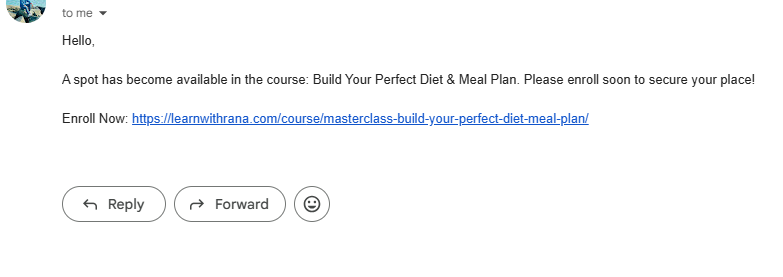 to me
Hello,
A spot has become available in the course: Build Your Perfect Diet & Meal Plan. Please enroll soon to secure your place!
Enroll Now: https://learnwithrana.com/course/masterclass-build-your-perfect-diet-meal-plan/
Reply Forward